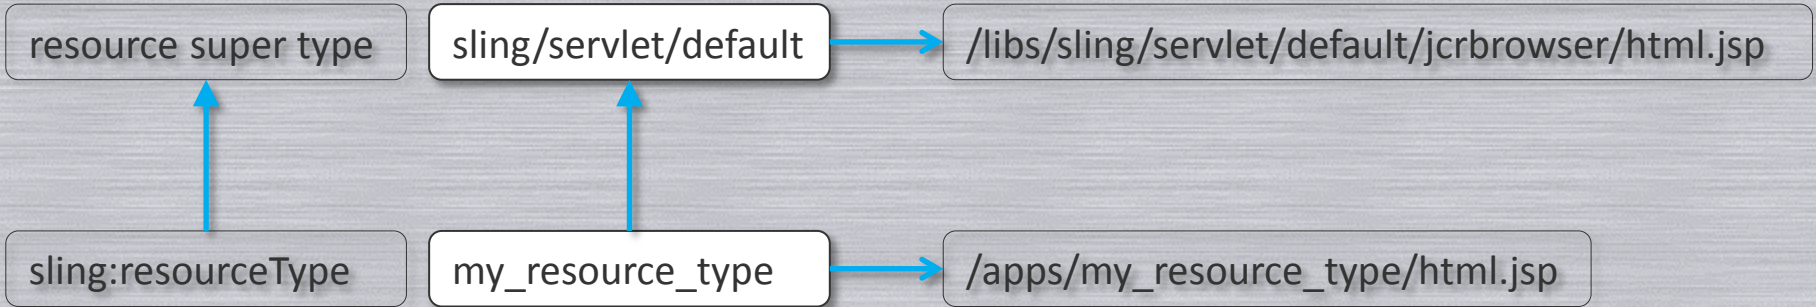 resource super type
sling/servlet/default
/libs/sling/servlet/default/jcrbrowser/html.jsp
sling:resourceType
my_resource_type
/apps/my_resource_type/html.jsp